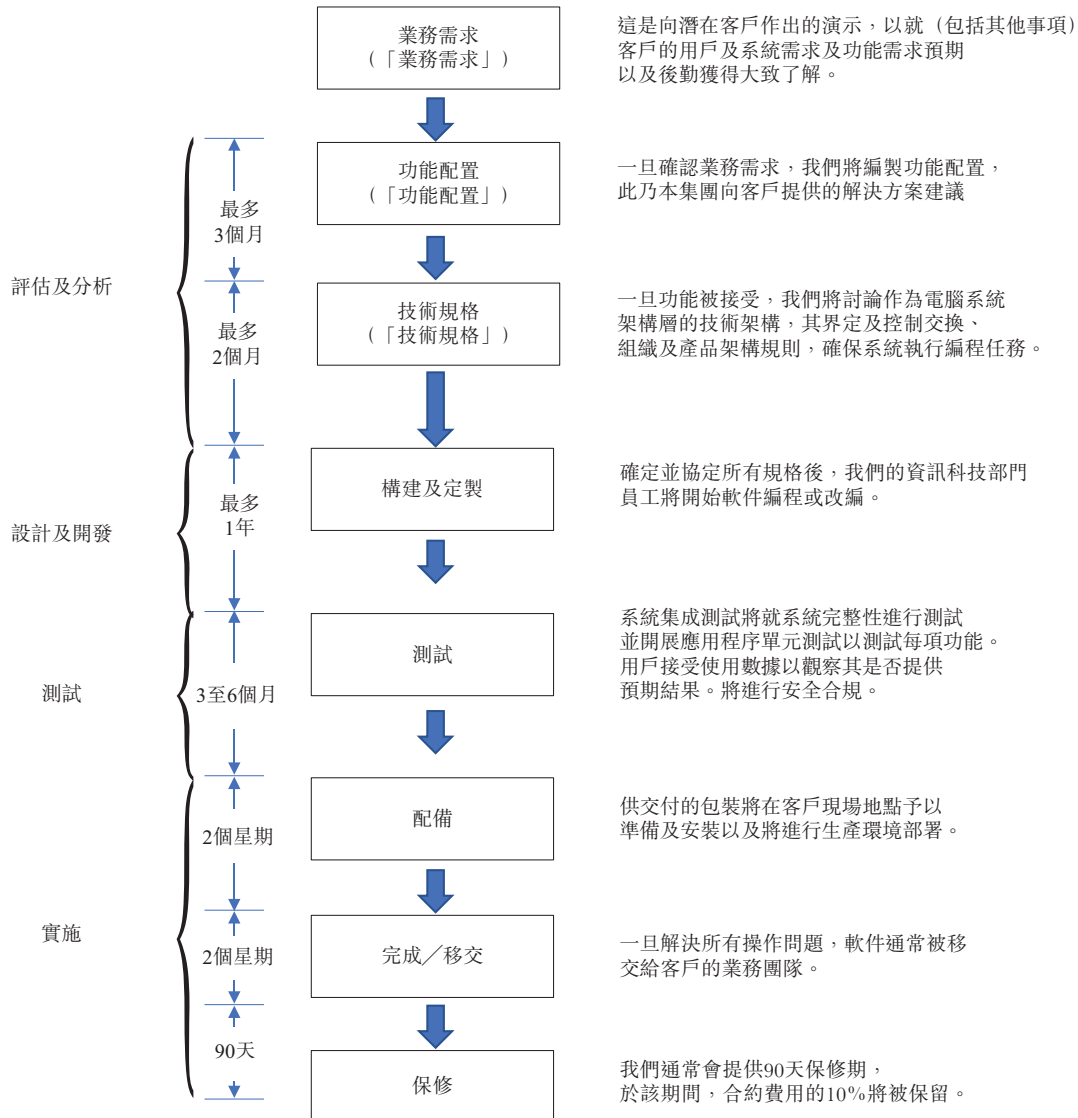 業務需求
(「業務需求」)
這是向潛在客戶作出的演示，以就（包括其他事項）
客戶的用戶及系統需求及功能需求預期
以及後勤獲得大致了解。
評估及分析
最多
3個月
功能配置
(「功能配置」)
一旦確認業務需求，我們將編製功能配置，
此乃本集團向客戶提供的解決方案建議
最多
2個月
技術規格
(「技術規格」)
一旦功能被接受，我們將討論作為電腦系統
架構層的技術架構，其界定及控制交換、
組織及產品架構規則，確保系統執行編程任務。
設計及開發
最多
1年
構建及定製
確定並協定所有規格後，我們的資訊科技部門
員工將開始軟件編程或改編。
測試
3至6個月
測試
系統集成測試將就系統完整性進行測試
並開展應用程序單元測試以測試每項功能。
用戶接受使用數據以觀察其是否提供
預期結果。將進行安全合規。
實施
2個星期
配備
供交付的包裝將在客戶現場地點予以
準備及安裝以及將進行生產環境部署。
2個星期
完成╱移交
一旦解決所有操作問題，軟件通常被移
交給客戶的業務團隊。
90天
保修
我們通常會提供90天保修期，
於該期間，合約費用的10%將被保留。